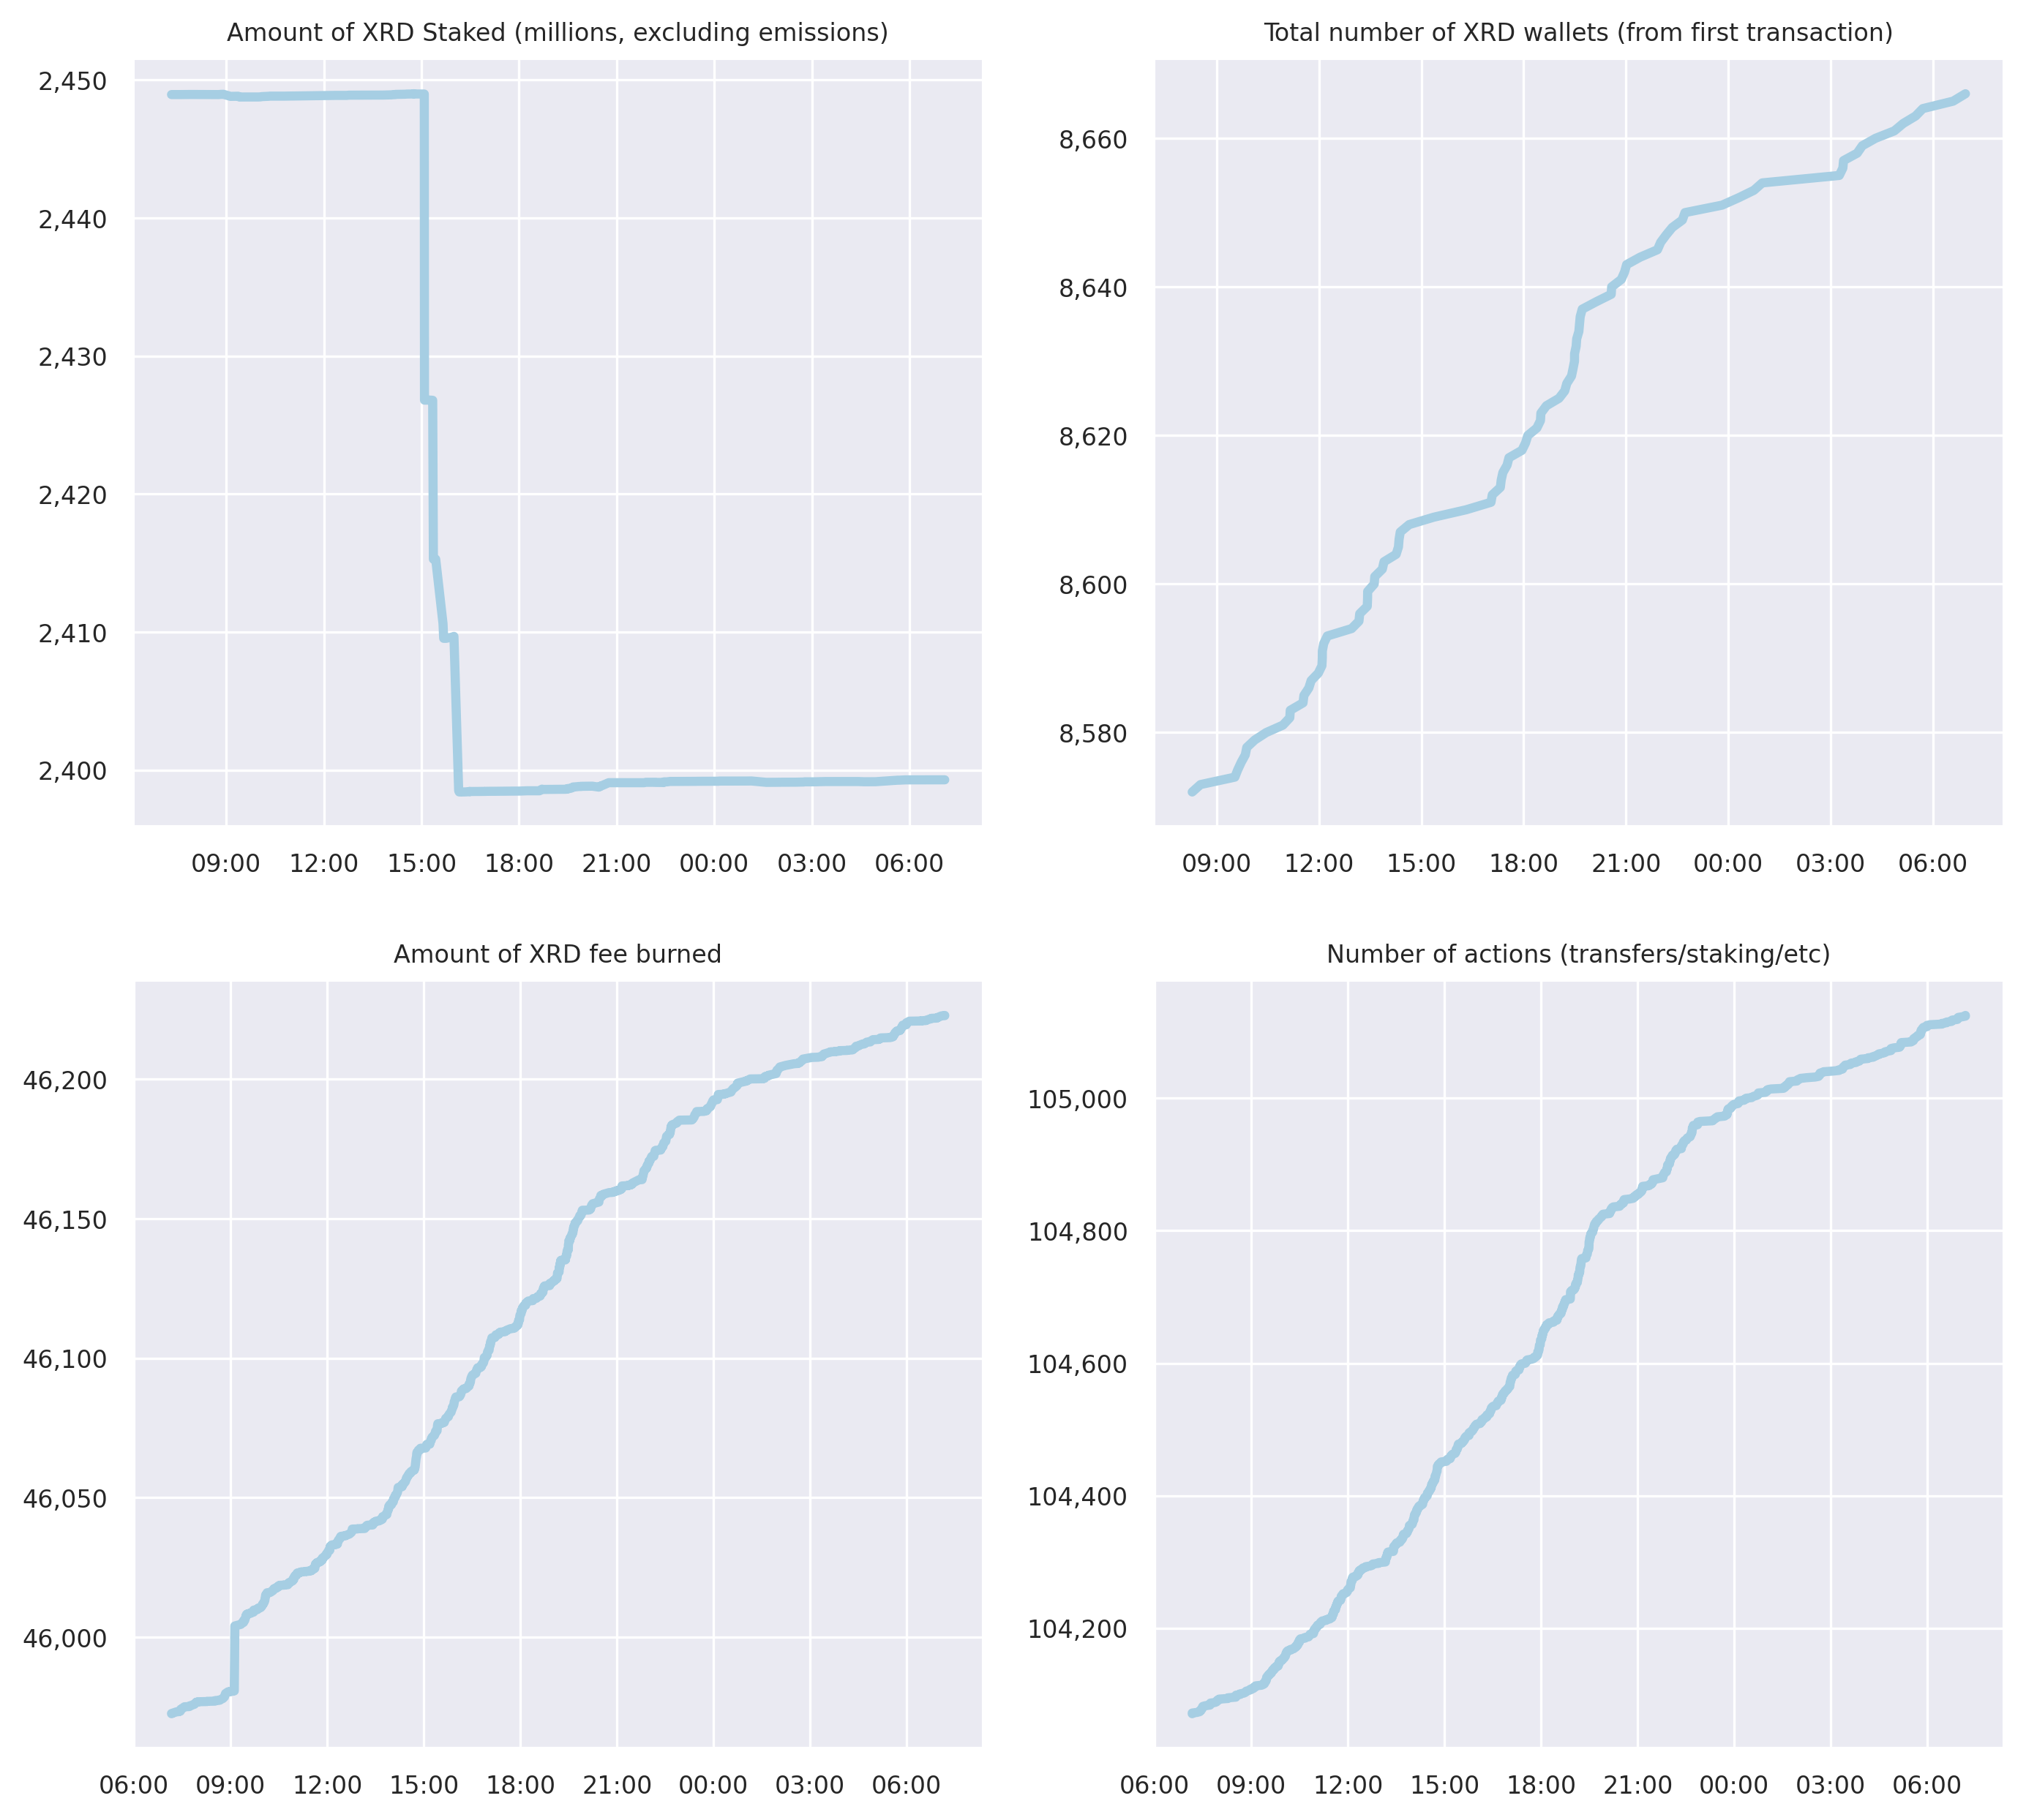 Amount of XRD Staked (millions, excluding emissions)
2,450
2,440
2,430
2,420
2,410
2,400
09:00 12:00 15:00 18:00 21:00 00:00 03:00 06:00
Total number of XRD wallets (from first transaction)
8,660
8,640
8,620
8,600
8,580
09:00 12:00 15:00 18:00 21:00 00:00 03:00 06:00
Amount of XRD fee burned
46,200
46,150
46,100
46,050
46,000
06:00 09:00 12:00 15:00 18:00 21:00 00:00 03:00 06:00
Number of actions (transfers/staking/etc)
105,000
104,800
104,600
104,400
104,200
06:00 09:00 12:00 15:00 18:00 21:00 00:00 03:00 06:00